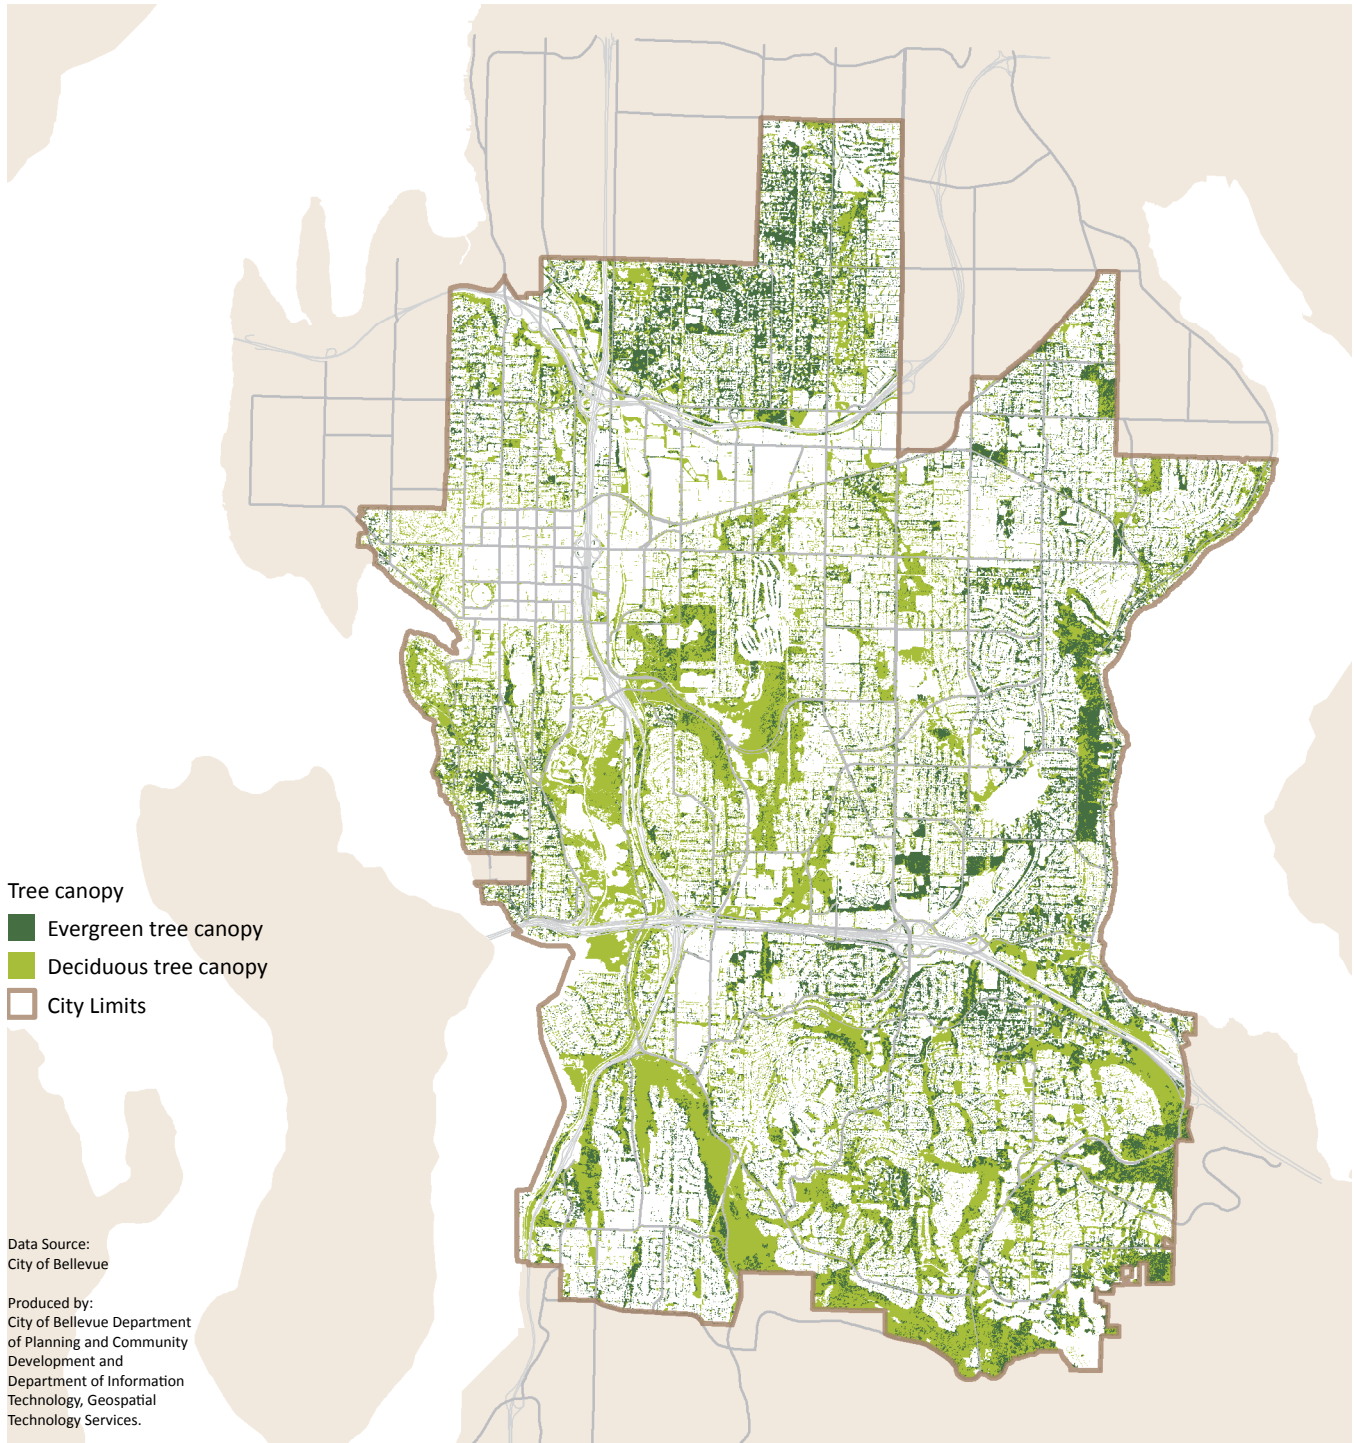 Tree canopy
Evergreen tree canopy
Deciduous tree canopy
City Limits
Data Source:
City of Bellevue
Produced by:
City of Bellevue Department
of Planning and Community
Development and
Department of Information
Technology, Geospatial
Technology Services.